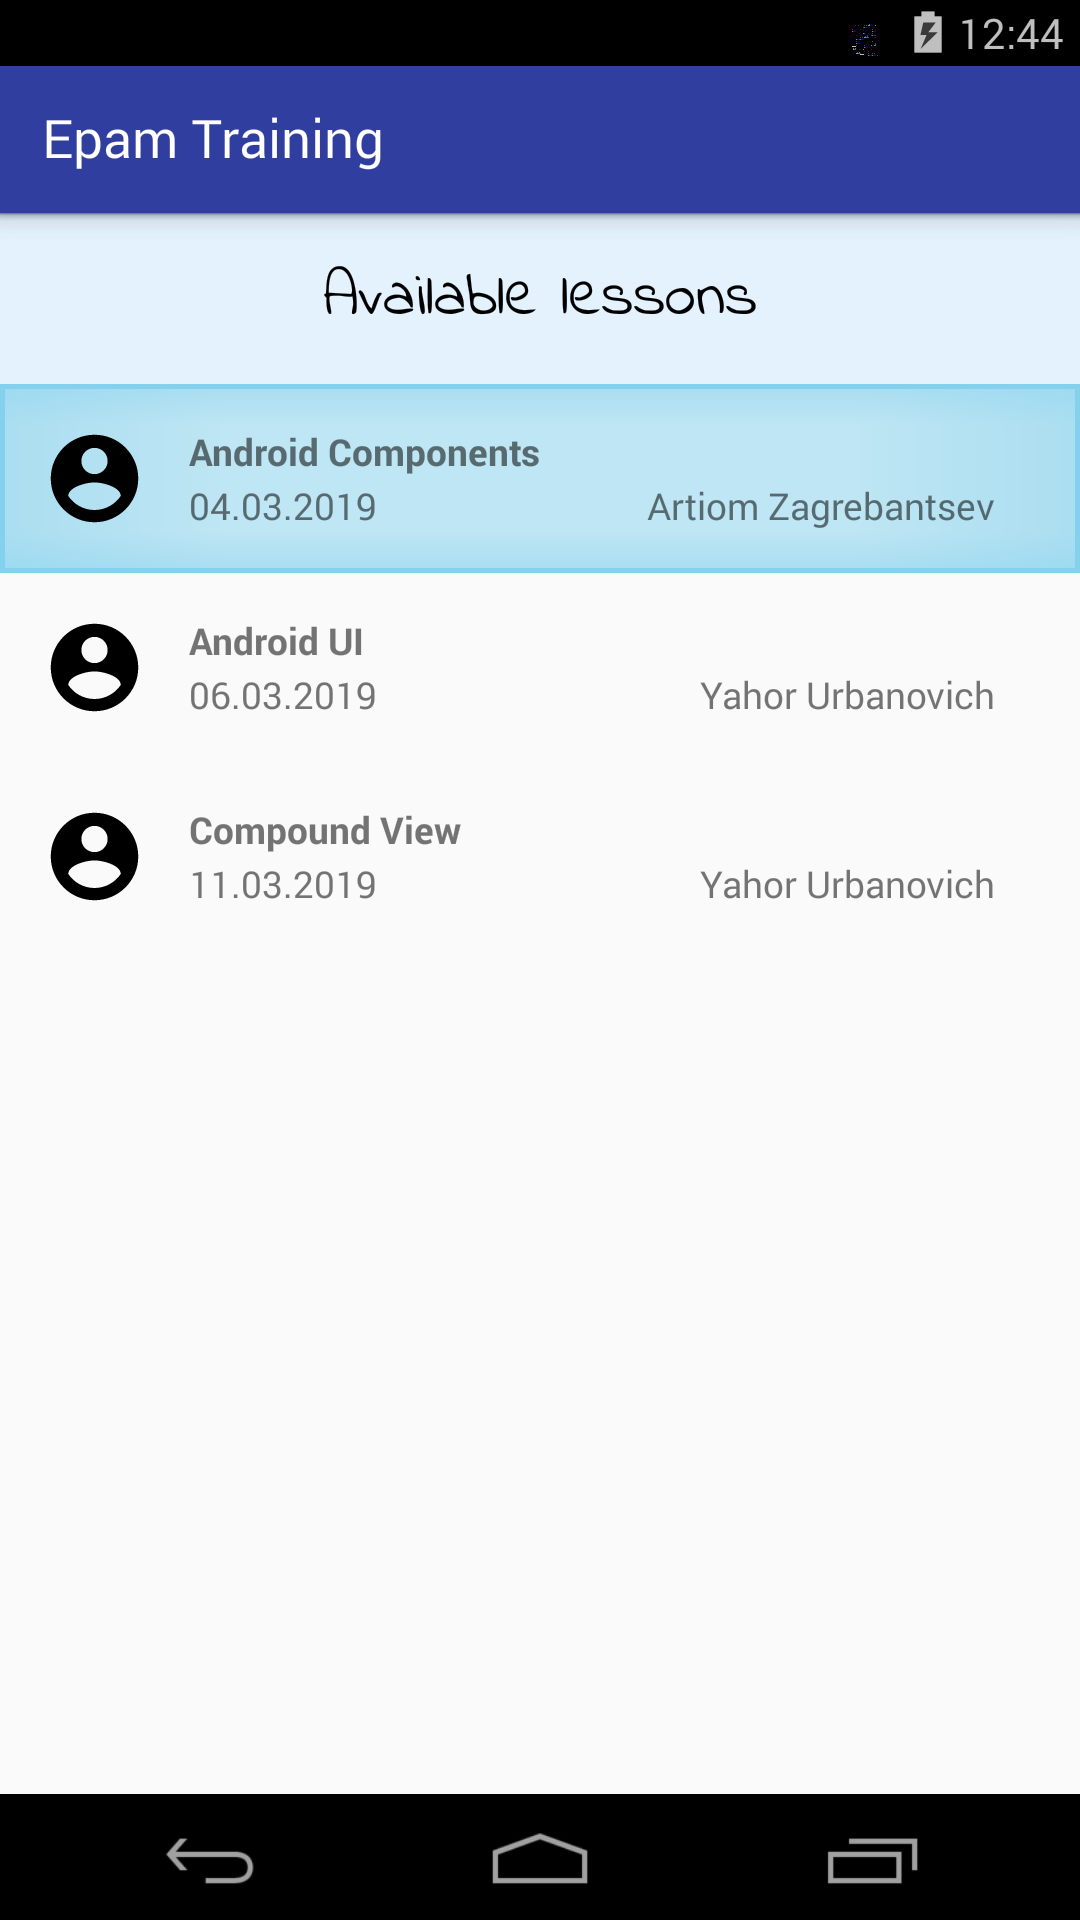 12:44
Epam Training
Available lessons
Android Components
04.03.2019 Artiom Zagrebantsev
Android UI
06.03.2019 Yahor Urbanovich
Compound View
11.03.2019 Yahor Urbanovich